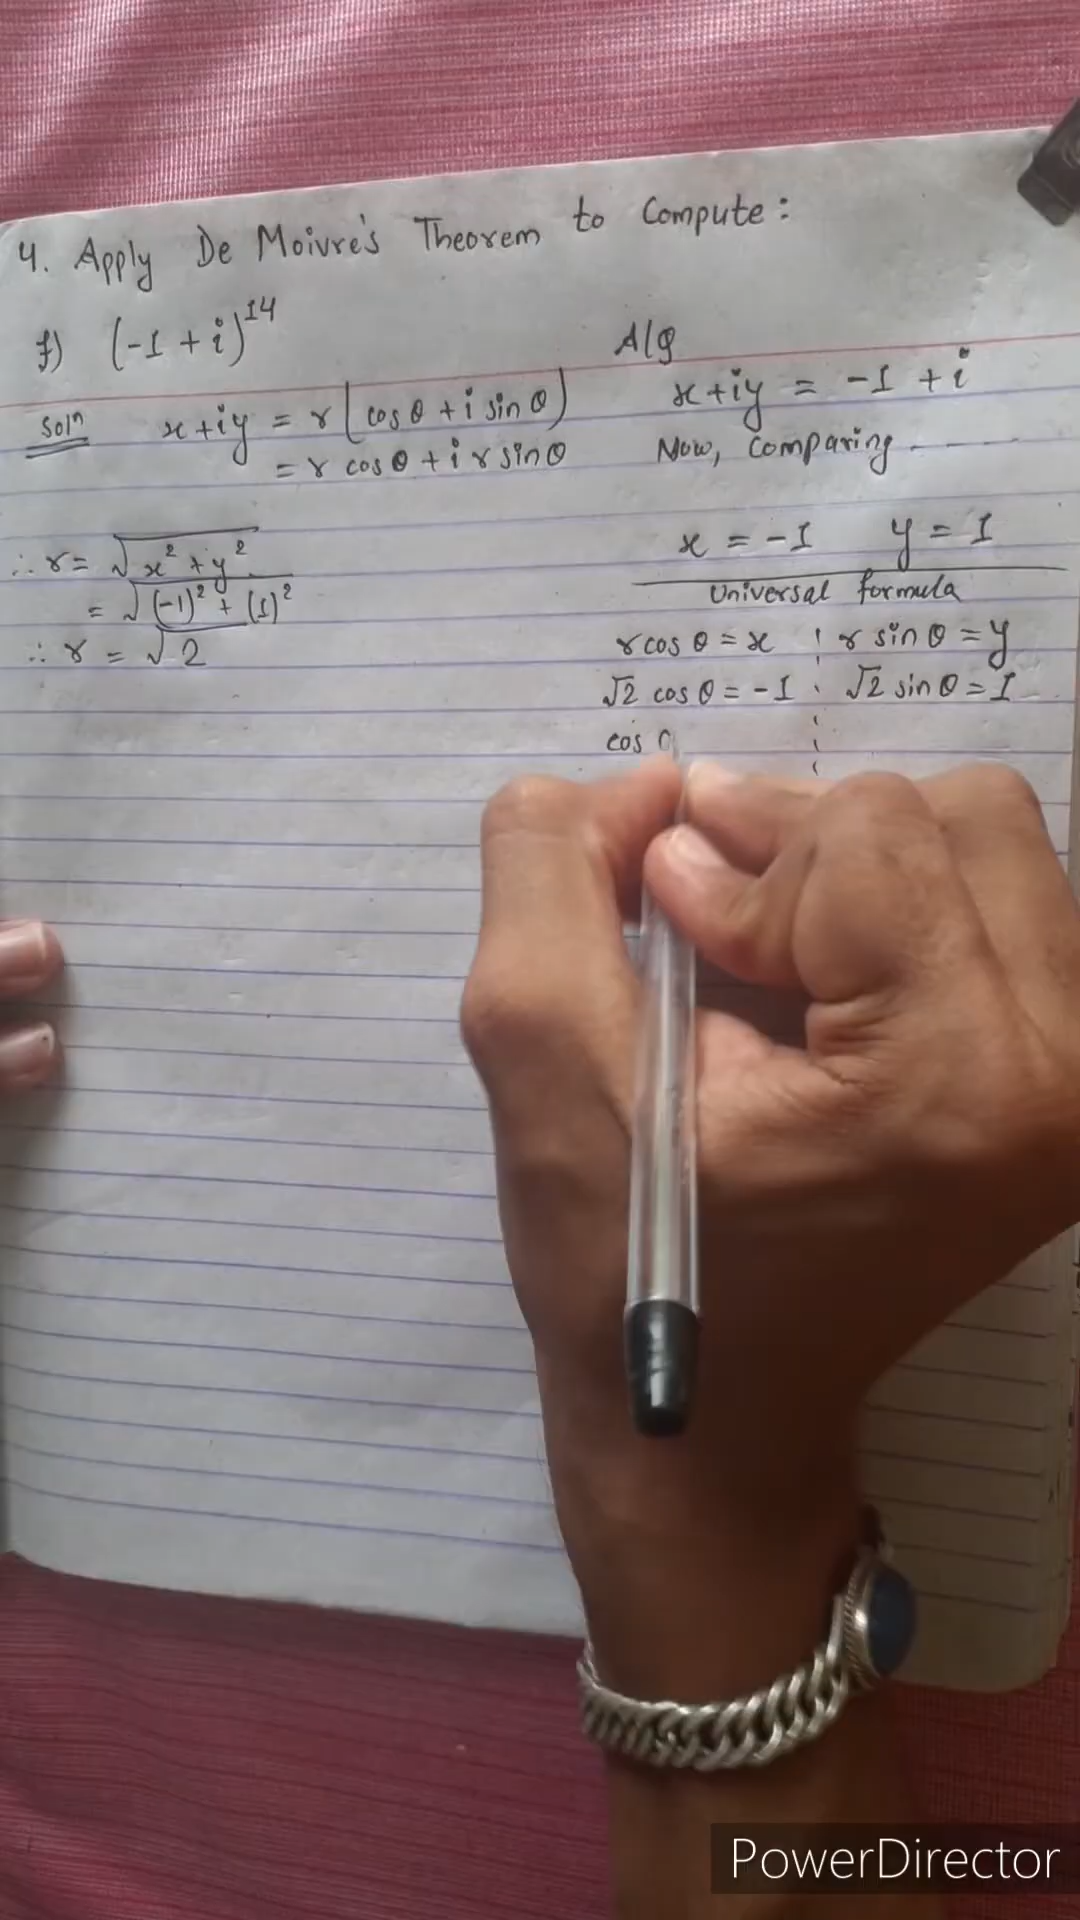 4. Apply De Moivre's Theorem to Compute:
f) (-1 + i)^14
Sol^n x+iy = r (cos θ + i sin θ)
= r cos θ + i r sin θ
∴ r = √x² + y²
= √(-1)² + (1)²
∴ r = √2
A/Q
x+iy = -1 + i
Now, Comparing
x = -1 y = 1
Universal formula
r cos θ = x r sin θ = y
√2 cos θ = -1 √2 sin θ = 1
cos
PowerDirector